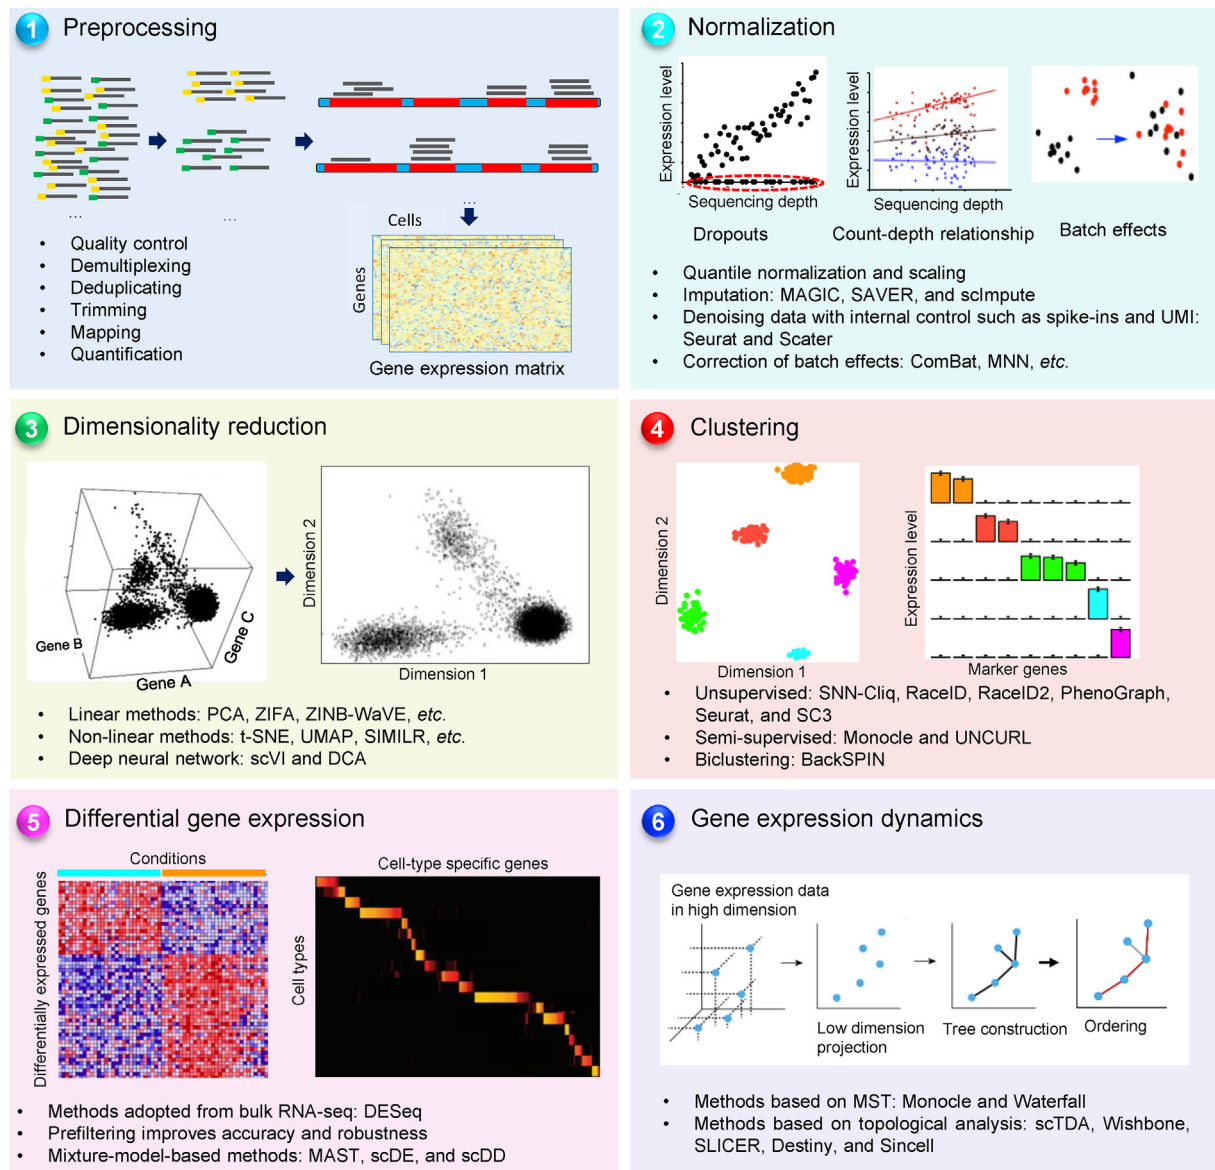 1 Preprocessing
...
...
...
Cells
Genes
Gene expression matrix
• Quality control
• Demultiplexing
• Deduplicating
• Trimming
• Mapping
• Quantification
2 Normalization
Expression level
Sequencing depth
Dropouts
Expression level
Sequencing depth
Count-depth relationship
Batch effects
• Quantile normalization and scaling
• Imputation: MAGIC, SAVER, and scImpute
• Denoising data with internal control such as spike-ins and UMI:
Seurat and Scater
• Correction of batch effects: ComBat, MNN, etc.
3 Dimensionality reduction
Gene B
Gene A
Gene C
Dimension 2
Dimension 1
• Linear methods: PCA, ZIFA, ZINB-WaVE, etc.
• Non-linear methods: t-SNE, UMAP, SIMILR, etc.
• Deep neural network: scVI and DCA
4 Clustering
Dimension 2
Dimension 1
Expression level
Marker genes
• Unsupervised: SNN-Cliq, RaceID, RaceID2, PhenoGraph,
Seurat, and SC3
• Semi-supervised: Monocle and UNCURL
• Biclustering: BackSPIN
5 Differential gene expression
Conditions
Differentially expressed genes
Cell-type specific genes
Cell types
• Methods adopted from bulk RNA-seq: DESeq
• Prefiltering improves accuracy and robustness
• Mixture-model-based methods: MAST, scDE, and scDD
6 Gene expression dynamics
Gene expression data
in high dimension
Low dimension
projection
Tree construction
Ordering
• Methods based on MST: Monocle and Waterfall
• Methods based on topological analysis: scTDA, Wishbone,
SLICER, Destiny, and Sincell